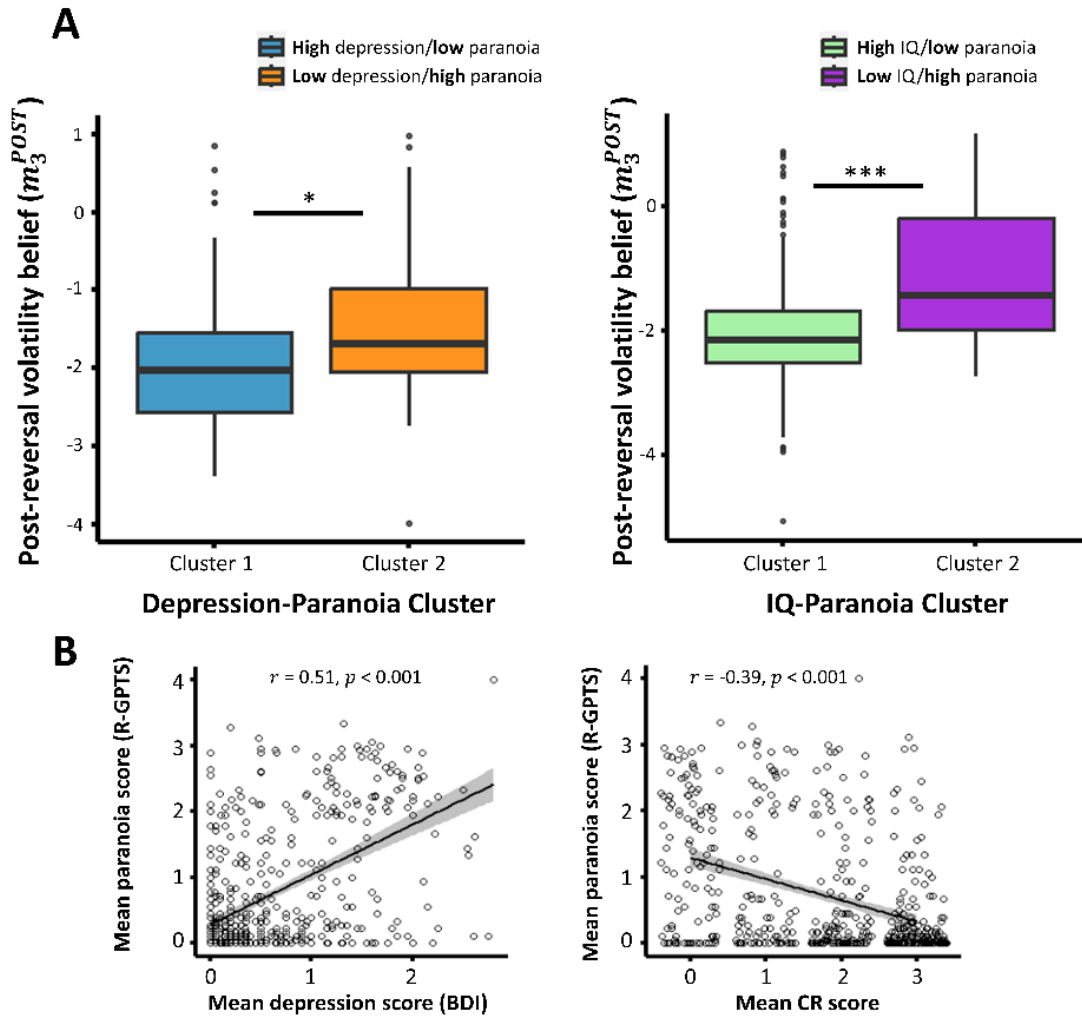 A
High depression/low paranoia
Low depression/high paranoia
Post-reversal volatility belief (m₃ᴾᴼˢᵀ)
1
0
-1
-2
-3
-4
*
Cluster 1
Cluster 2
Depression-Paranoia Cluster
High IQ/low paranoia
Low IQ/high paranoia
Post-reversal volatility belief (m₃ᴾᴼˢᵀ)
0
-2
-4
***
Cluster 1
Cluster 2
IQ-Paranoia Cluster
B
Mean paranoia score (R-GPTS)
4
3
2
1
0
r = 0.51, p < 0.001
0
1
2
Mean depression score (BDI)
Mean paranoia score (R-GPTS)
4
3
2
1
0
r = -0.39, p < 0.001
0
1
2
3
Mean CR score